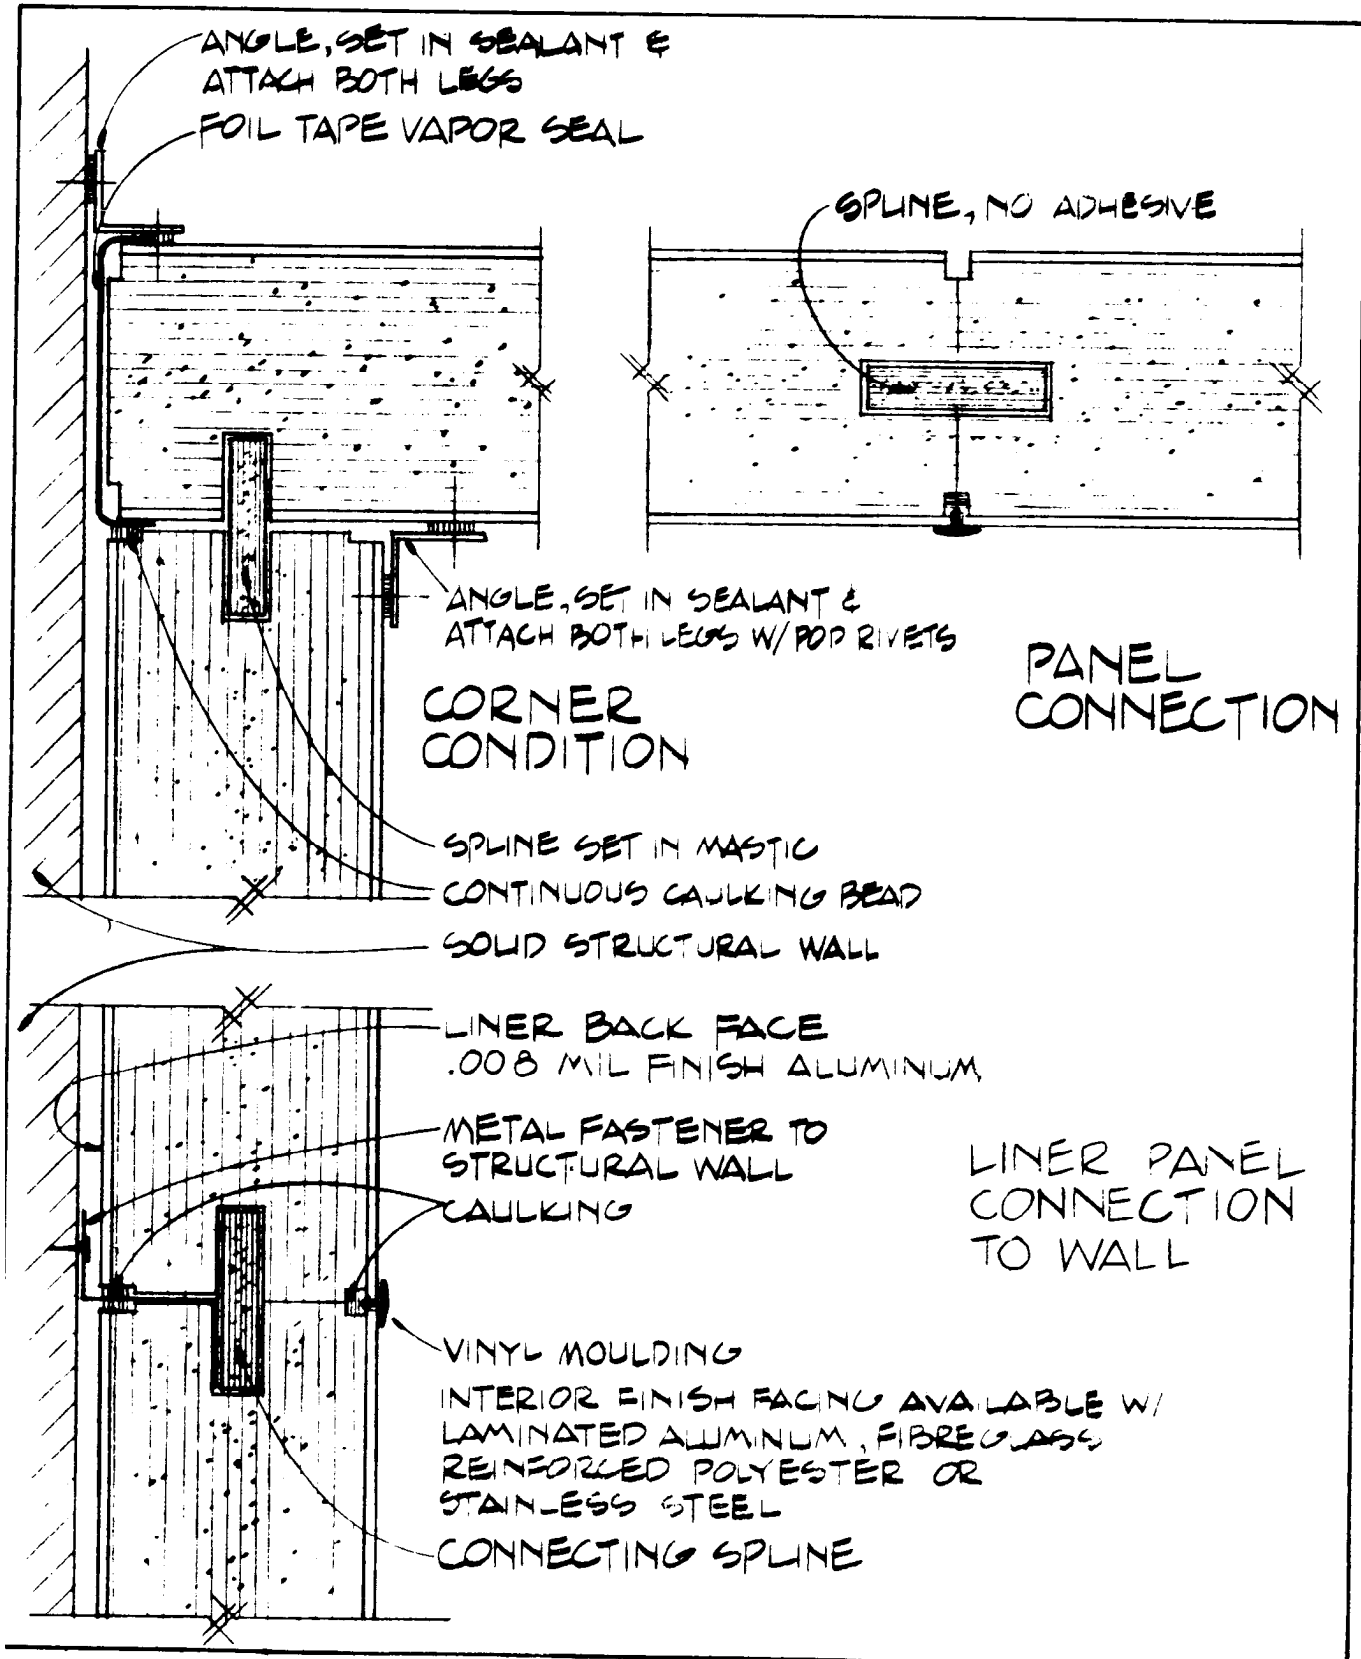 ANGLE, SET IN SEALANT &
ATTACH BOTH LEGS
FOIL TAPE VAPOR SEAL
SPLINE, NO ADHESIVE
ANGLE, SET IN SEALANT &
ATTACH BOTH LEGS W/ POP RIVETS
PANEL
CONNECTION
CORNER
CONDITION
SPLINE SET IN MASTIC
CONTINUOUS CAULKING BEAD
SOLID STRUCTURAL WALL
LINER BACK FACE
.008 MIL FINISH ALUMINUM
METAL FASTENER TO
STRUCTURAL WALL
CAULKING
LINER PANEL
CONNECTION
TO WALL
VINYL MOULDING
INTERIOR FINISH FACING AVAILABLE W/
LAMINATED ALUMINUM, FIBREGLASS
REINFORCED POLYESTER OR
STAINLESS STEEL
CONNECTING SPLINE